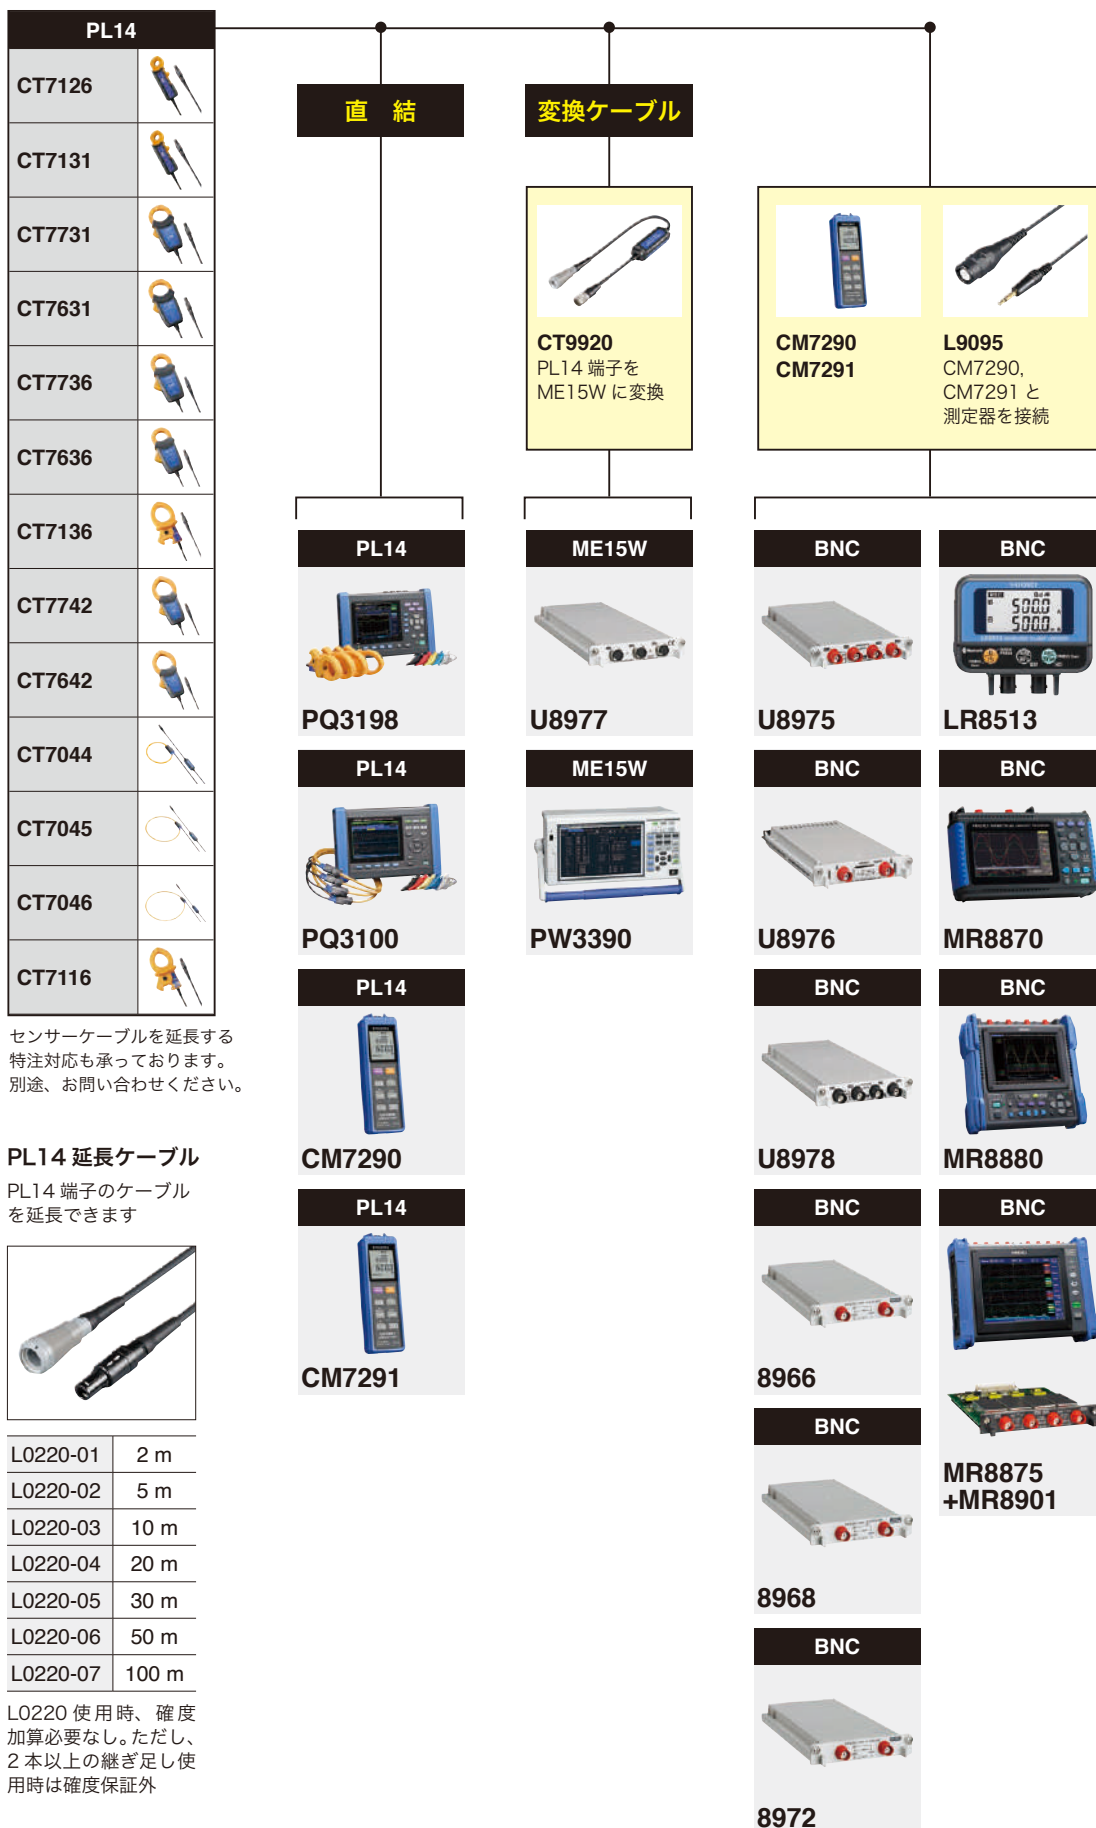 PL14
CT7126
CT7131
CT7731
CT7631
CT7736
CT7636
CT7136
CT7742
CT7642
CT7044
CT7045
CT7046
CT7116
センサーケーブルを延長する
特注対応も承っております。
別途、お問い合わせください。
PL14 延長ケーブル
PL14 端子のケーブル
を延長できます
L0220-01 2 m
L0220-02 5 m
L0220-03 10 m
L0220-04 20 m
L0220-05 30 m
L0220-06 50 m
L0220-07 100 m
L0220 使用時、確度
加算必要なし。ただし、
2 本以上の継ぎ足し使
用時は確度保証外
直 結
PL14
PQ3198
PL14
PQ3100
PL14
CM7290
PL14
CM7291
変換ケーブル
CT9920
PL14 端子を
ME15W に変換
ME15W
U8977
ME15W
PW3390
CM7290
CM7291
L9095
CM7290,
CM7291 と
測定器を接続
BNC
U8975
BNC
U8976
BNC
U8978
BNC
8966
BNC
8968
BNC
8972
BNC
500.0
500.0
LR8513
BNC
MR8870
BNC
MR8880
BNC
MR8875
+MR8901